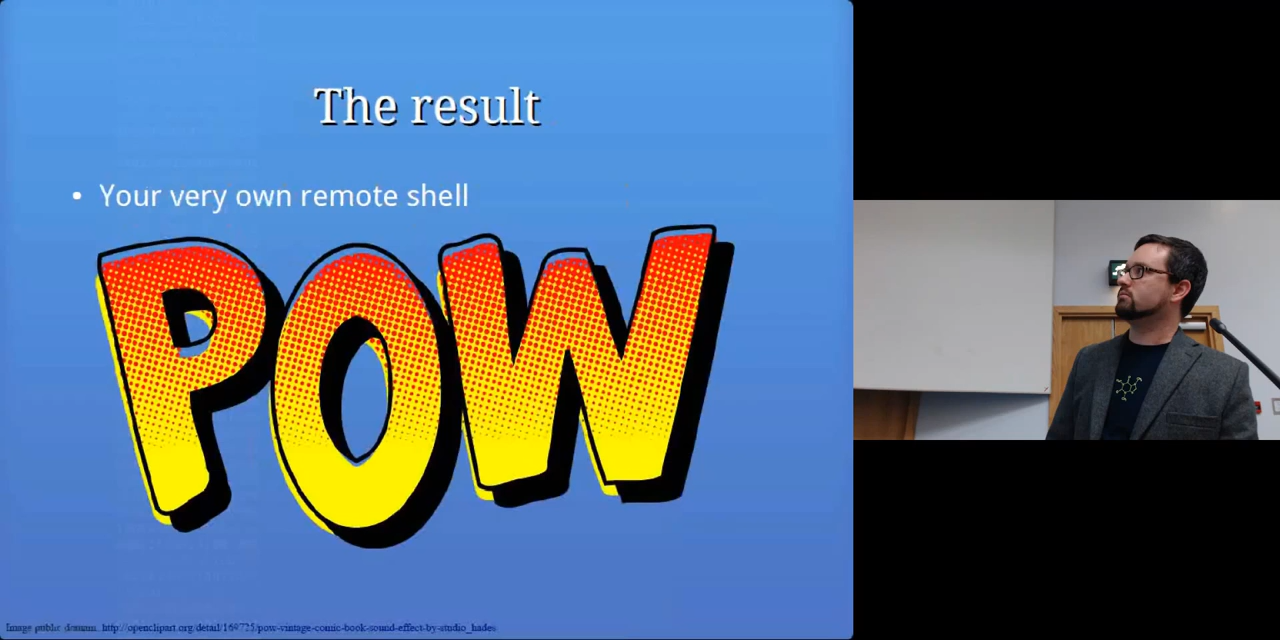 The result
• Your very own remote shell
POW
Image public domain. http://openclipart.org/detail/169725/pow-vintage-comic-book-sound-effect-by-studio_hades